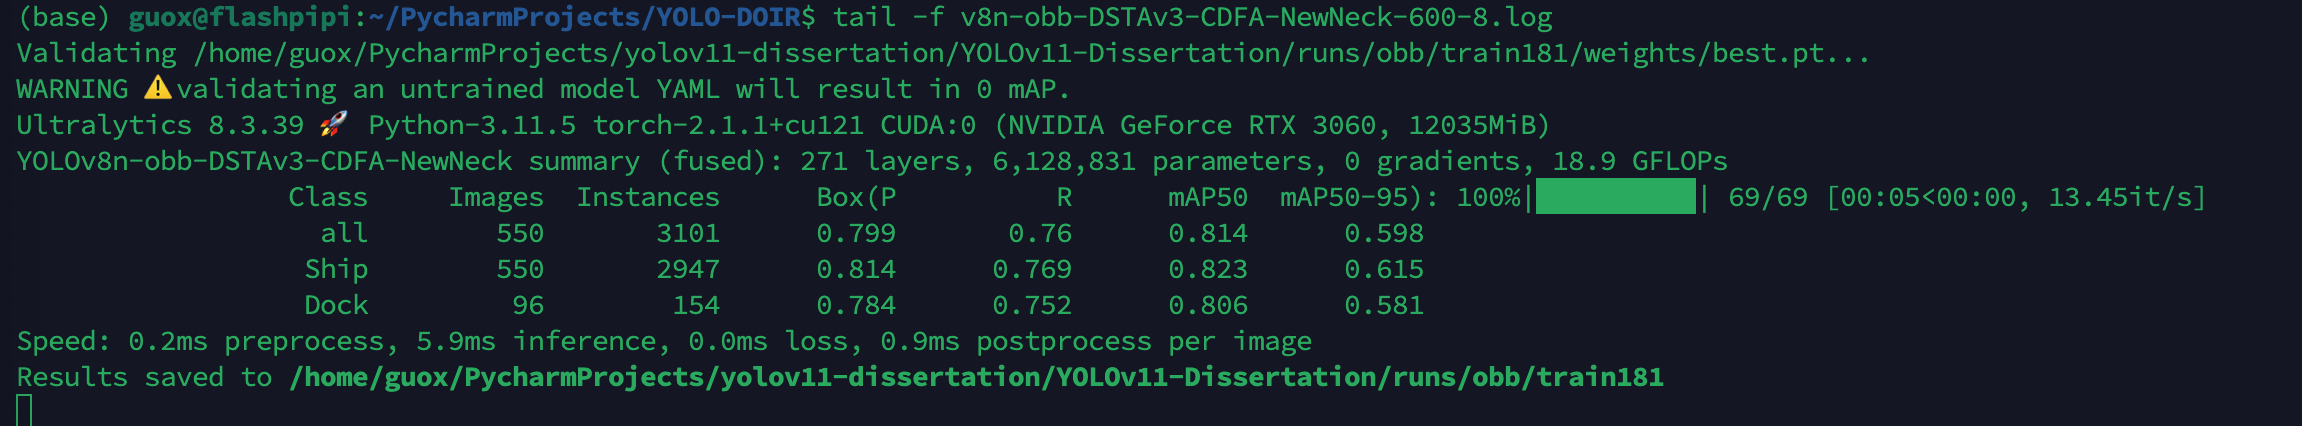 (base) guox@flashpipi:~/PycharmProjects/YOLO-DOIR$ tail -f v8n-obb-DSTAv3-CDFA-NewNeck-600-8.log
Validating /home/guox/PycharmProjects/yolov11-dissertation/YOLOv11-Dissertation/runs/obb/train181/weights/best.pt...
WARNING ⚠️validating an untrained model YAML will result in 0 mAP.
Ultralytics 8.3.39 🚀 Python-3.11.5 torch-2.1.1+cu121 CUDA:0 (NVIDIA GeForce RTX 3060, 12035MiB)
YOLOv8n-obb-DSTAv3-CDFA-NewNeck summary (fused): 271 layers, 6,128,831 parameters, 0 gradients, 18.9 GFLOPs
Class Images Instances Box(P R mAP50 mAP50-95): 100%|██████████| 69/69 [00:05<00:00, 13.45it/s]
all 550 3101 0.799 0.76 0.814 0.598
Ship 550 2947 0.814 0.769 0.823 0.615
Dock 96 154 0.784 0.752 0.806 0.581
Speed: 0.2ms preprocess, 5.9ms inference, 0.0ms loss, 0.9ms postprocess per image
Results saved to /home/guox/PycharmProjects/yolov11-dissertation/YOLOv11-Dissertation/runs/obb/train181